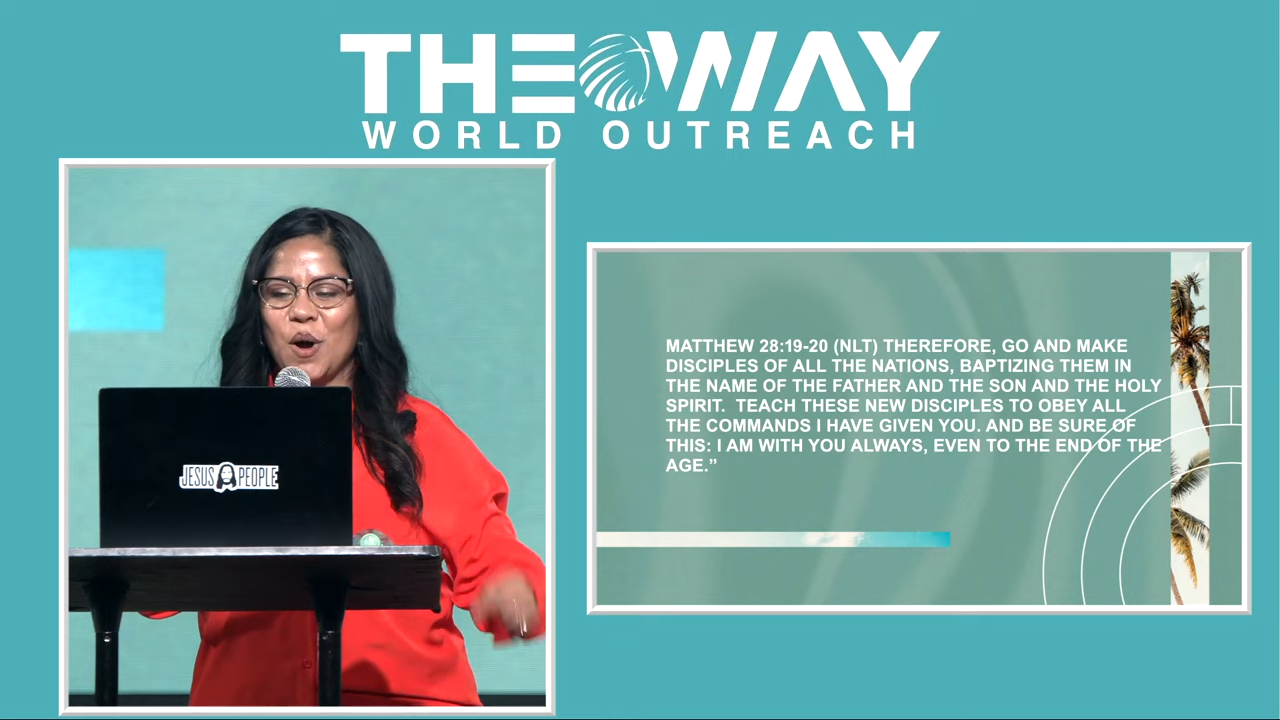 THE WAY
WORLD OUTREACH
JESUS PEOPLE
MATTHEW 28:19-20 (NLT) THEREFORE, GO AND MAKE
DISCIPLES OF ALL THE NATIONS, BAPTIZING THEM IN
THE NAME OF THE FATHER AND THE SON AND THE HOLY
SPIRIT.  TEACH THESE NEW DISCIPLES TO OBEY ALL
THE COMMANDS I HAVE GIVEN YOU. AND BE SURE OF
THIS: I AM WITH YOU ALWAYS, EVEN TO THE END OF THE
AGE.”